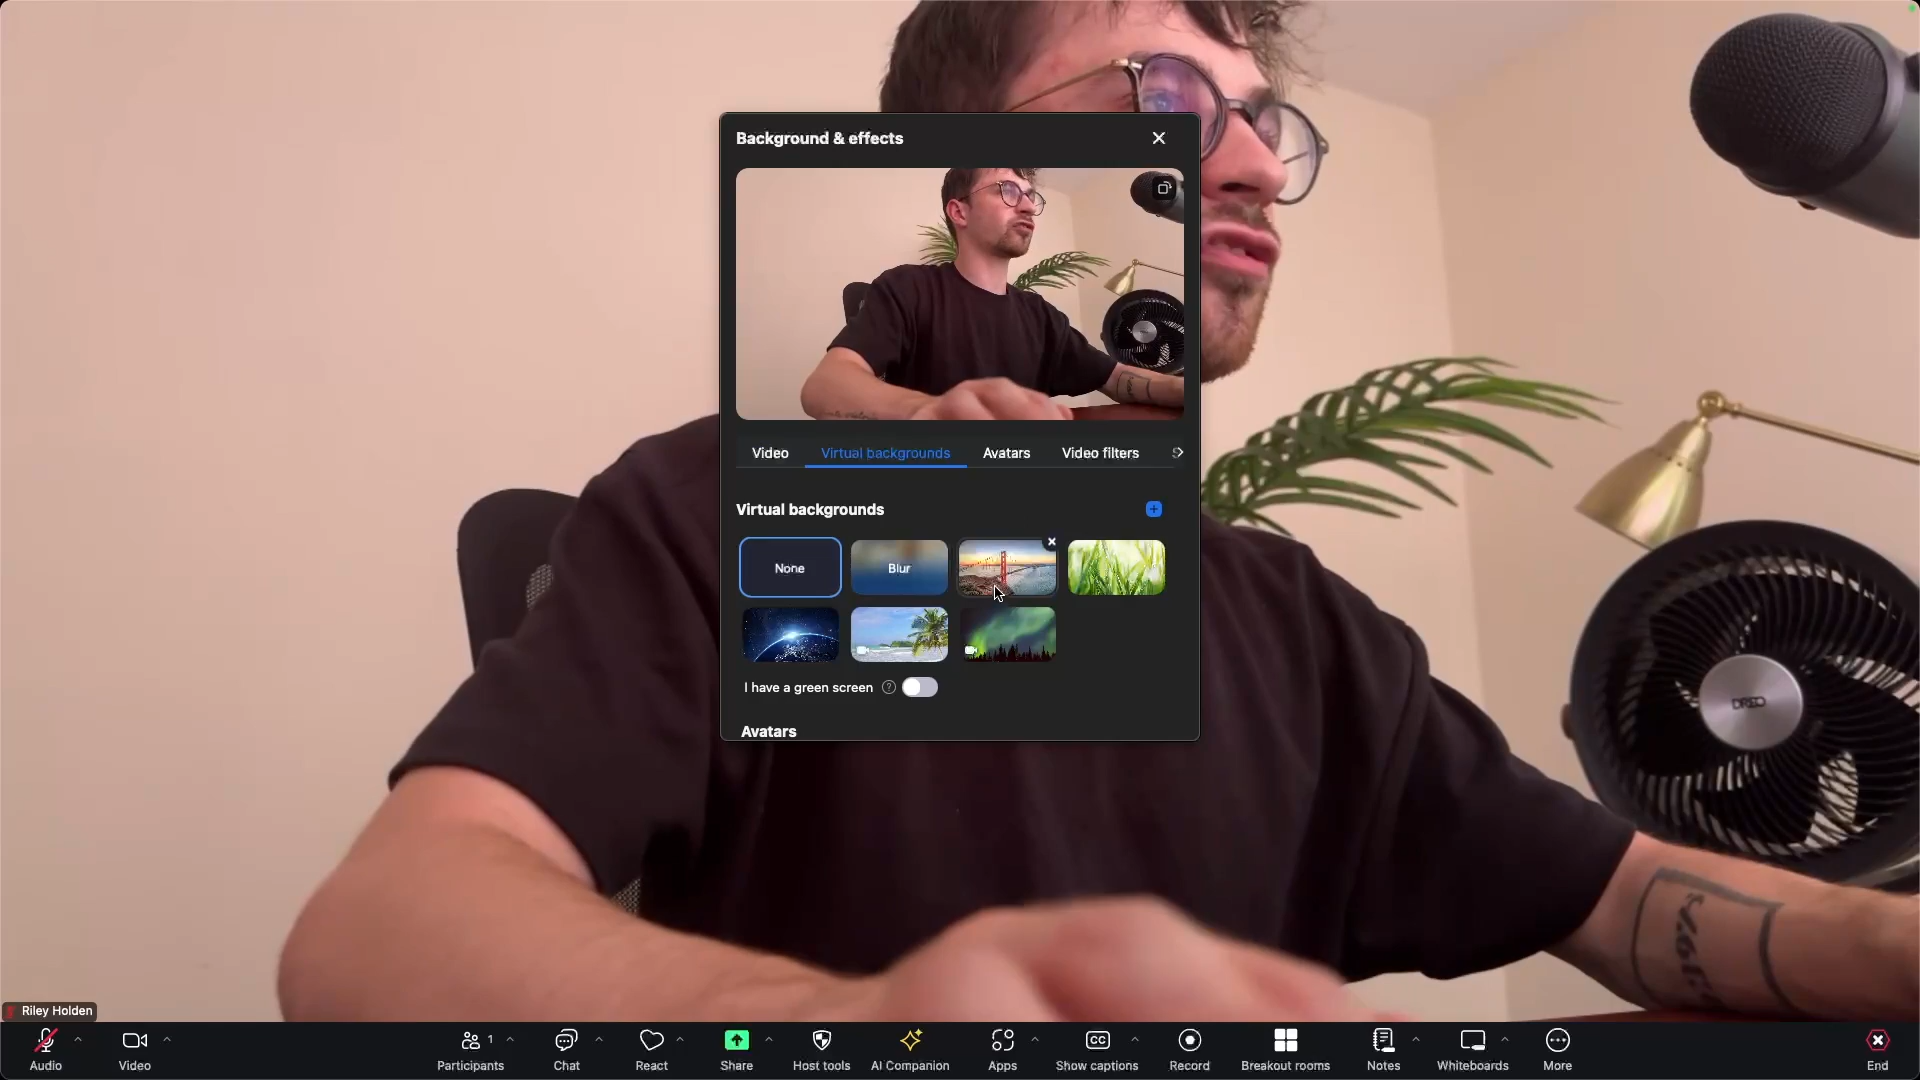 Background & effects
Video Virtual backgrounds Avatars Video filters
Virtual backgrounds
None Blur
I have a green screen ?
Avatars
DREO
Riley Holden
1 CC
Audio Video Participants Chat React Share Host tools AI Companion Apps Show captions Record Breakout rooms Notes Whiteboards More End